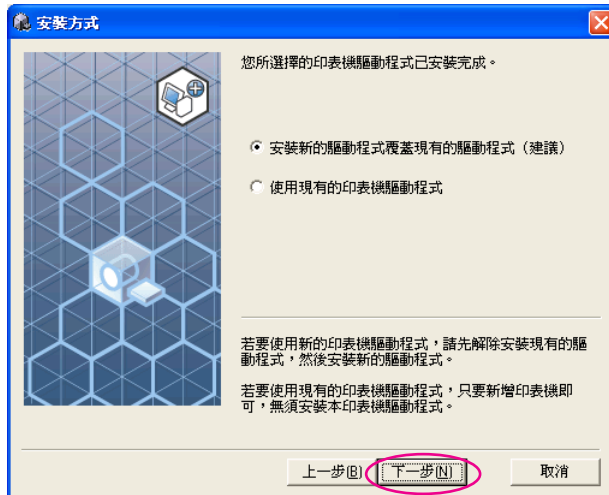 安裝方式
您所選擇的印表機驅動程式已安裝完成。
安裝新的驅動程式覆蓋現有的驅動程式（建議）
使用現有的印表機驅動程式
若要使用新的印表機驅動程式，請先解除安裝現有的驅
動程式，然後安裝新的驅動程式。
若要使用現有的印表機驅動程式，只要新增印表機即
可，無須安裝本印表機驅動程式。
上一步(B) 下一步(N) 取消